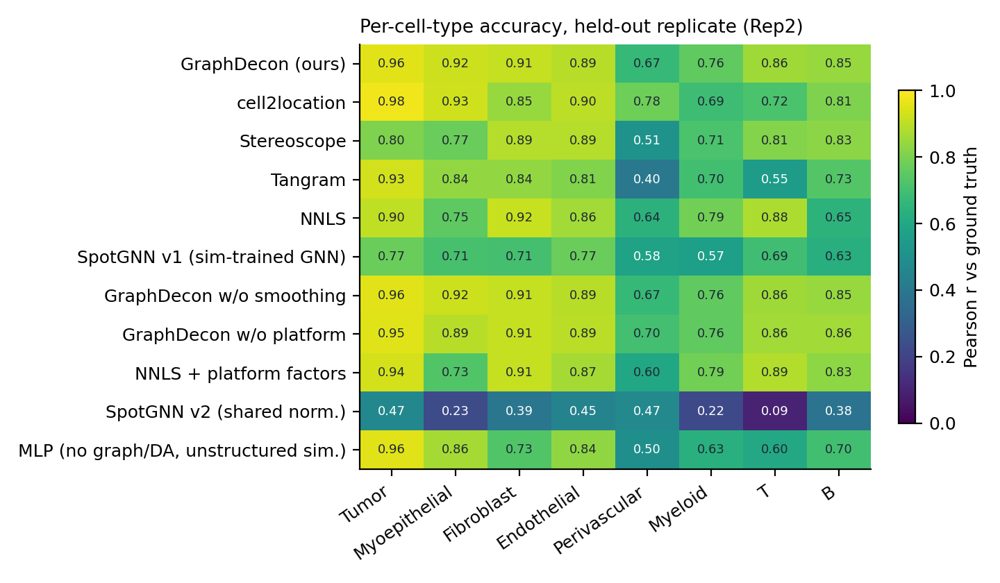 Per-cell-type accuracy, held-out replicate (Rep2)
GraphDecon (ours) 0.96 0.92 0.91 0.89 0.67 0.76 0.86 0.85
cell2location 0.98 0.93 0.85 0.90 0.78 0.69 0.72 0.81
Stereoscope 0.80 0.77 0.89 0.89 0.51 0.71 0.81 0.83
Tangram 0.93 0.84 0.84 0.81 0.40 0.70 0.55 0.73
NNLS 0.90 0.75 0.92 0.86 0.64 0.79 0.88 0.65
SpotGNN v1 (sim-trained GNN) 0.77 0.71 0.71 0.77 0.58 0.57 0.69 0.63
GraphDecon w/o smoothing 0.96 0.92 0.91 0.89 0.67 0.76 0.86 0.85
GraphDecon w/o platform 0.95 0.89 0.91 0.89 0.70 0.76 0.86 0.86
NNLS + platform factors 0.94 0.73 0.91 0.87 0.60 0.79 0.89 0.83
SpotGNN v2 (shared norm.) 0.47 0.23 0.39 0.45 0.47 0.22 0.09 0.38
MLP (no graph/DA, unstructured sim.) 0.96 0.86 0.73 0.84 0.50 0.63 0.60 0.70
Tumor
Myoepithelial
Fibroblast
Endothelial
Perivascular
Myeloid
T
B
1.0
0.8
0.6
0.4
0.2
0.0
Pearson r vs ground truth